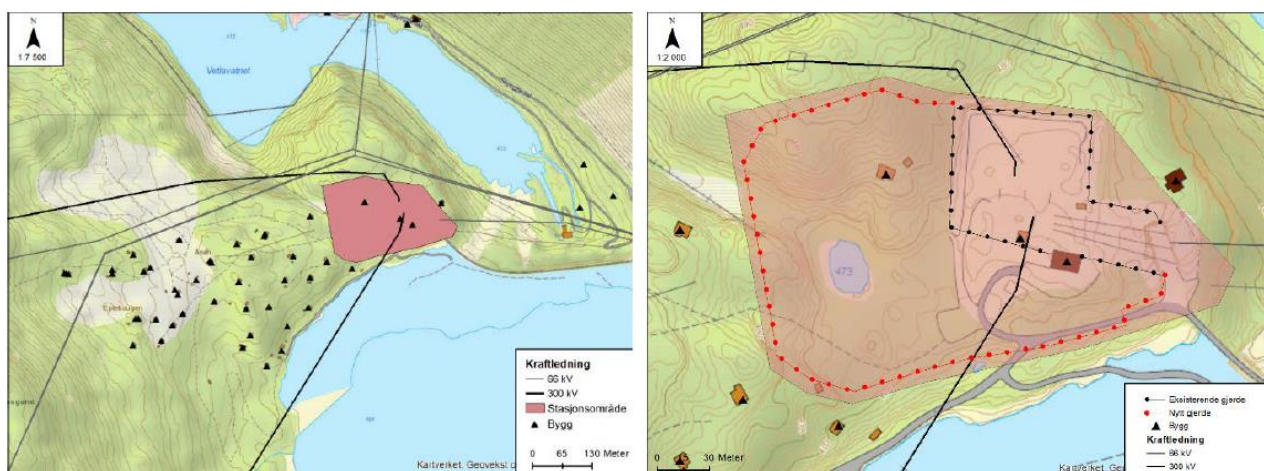 N
1:7 500
Vetlavatnet
Kraftledning
66 kV
300 kV
Stasjonsområde
Bygg
0 65 130 Meter
Kartverket, Geovekst o
N
1:2 000
473
Eksisterende gjerde
Nytt gjerde
Bygg
Kraftledning
66 kV
300 kV
0 30 Meter
Kartverket, Geo